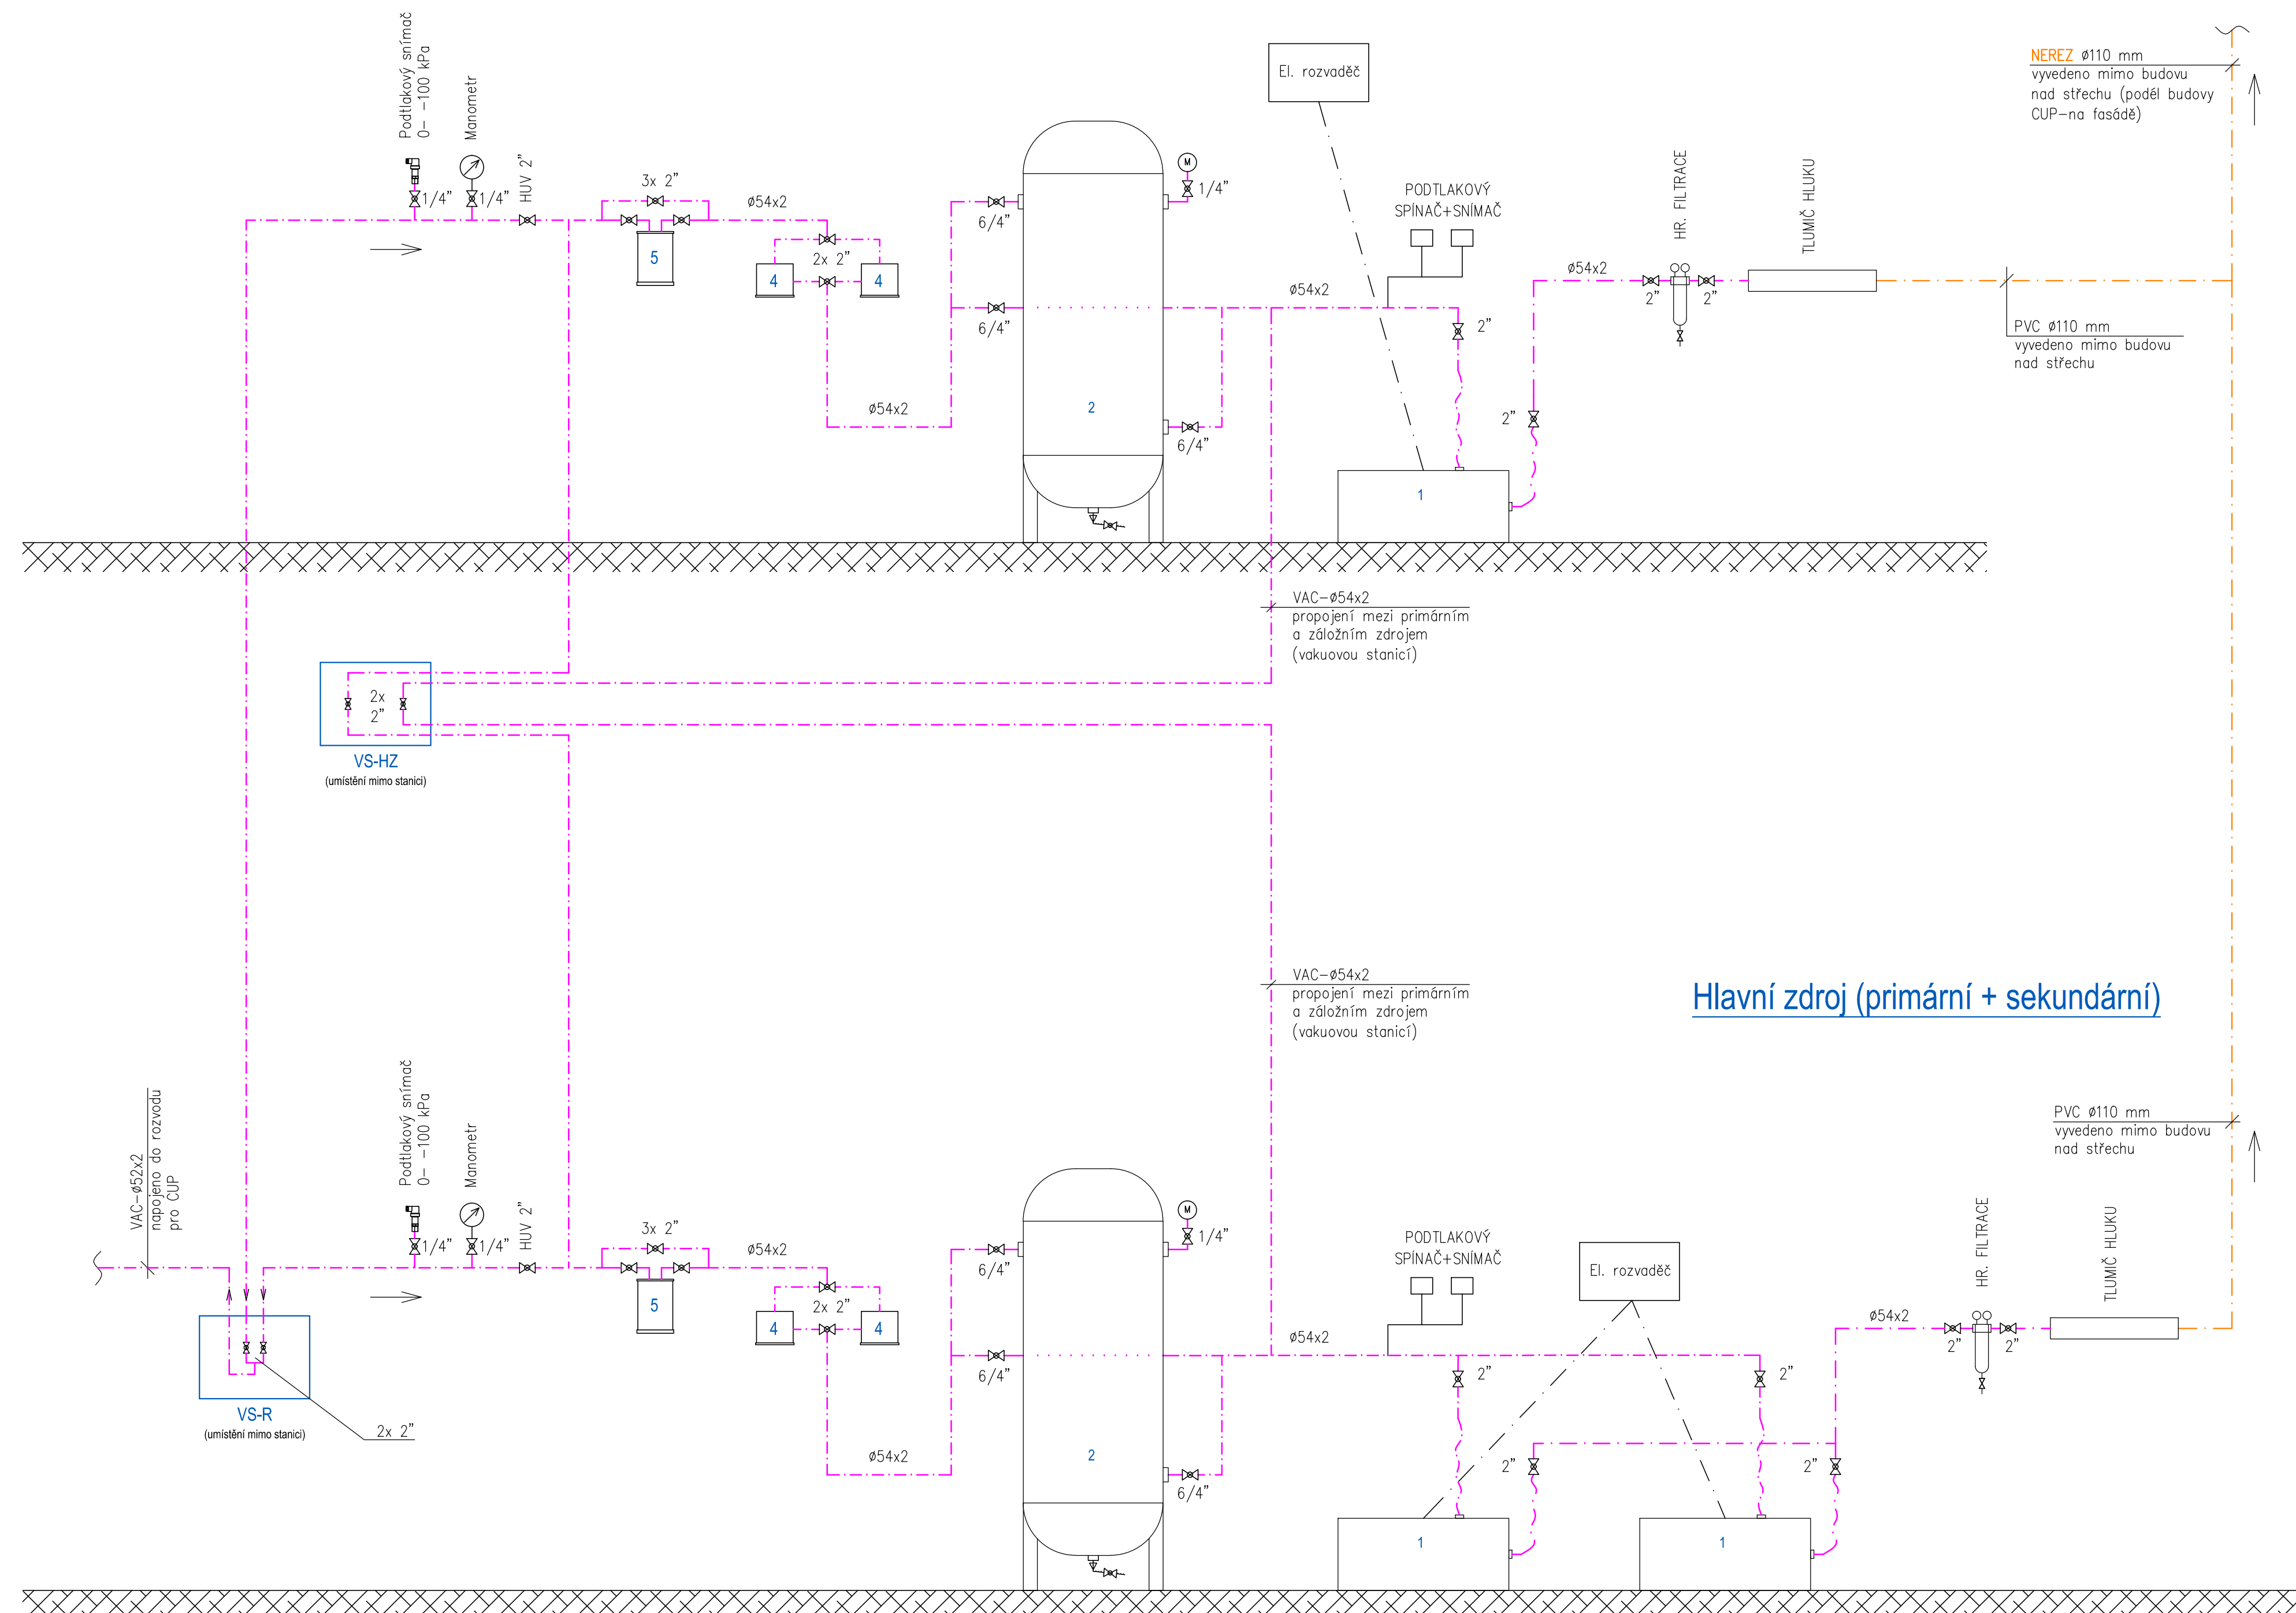 Podtlakový snímač
0- -100 kPa
Manometr
1/4"
1/4"
HUV 2"
3x 2"
5
ø54x2
2x 2"
4
4
ø54x2
6/4"
6/4"
2
M
1/4"
6/4"
El. rozvaděč
PODTLAKOVÝ
SPÍNAČ+SNÍMAČ
ø54x2
2"
1
2"
ø54x2
2"
HR. FILTRACE
2"
TLUMIČ HLUKU
NEREZ ø110 mm
vyvedeno mimo budovu
nad střechu (podél budovy
CUP-na fasádě)
PVC ø110 mm
vyvedeno mimo budovu
nad střechu
VAC-ø54x2
propojení mezi primárním
a záložním zdrojem
(vakuovou stanicí)
2x
2"
VS-HZ
(umístění mimo stanici)
VAC-ø54x2
propojení mezi primárním
a záložním zdrojem
(vakuovou stanicí)
Hlavní zdroj (primární + sekundární)
VAC-ø52x2
napojeno do rozvodu
pro CUP
Podtlakový snímač
0- -100 kPa
Manometr
1/4"
1/4"
HUV 2"
3x 2"
5
ø54x2
2x 2"
4
4
ø54x2
VS-R
(umístění mimo stanici)
2x 2"
6/4"
6/4"
2
M
1/4"
6/4"
PODTLAKOVÝ
SPÍNAČ+SNÍMAČ
ø54x2
El. rozvaděč
2"
2"
2"
2"
1
1
ø54x2
2"
HR. FILTRACE
2"
TLUMIČ HLUKU
PVC ø110 mm
vyvedeno mimo budovu
nad střechu